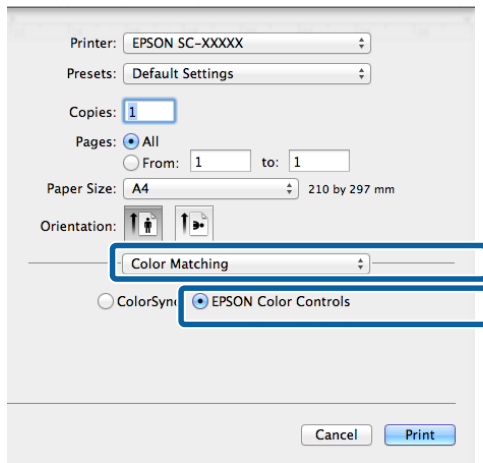 Printer: EPSON SC-XXXXX
Presets: Default Settings
Copies: 1
Pages: All
From: 1 to: 1
Paper Size: A4 210 by 297 mm
Orientation:
Color Matching
ColorSync EPSON Color Controls
Cancel Print